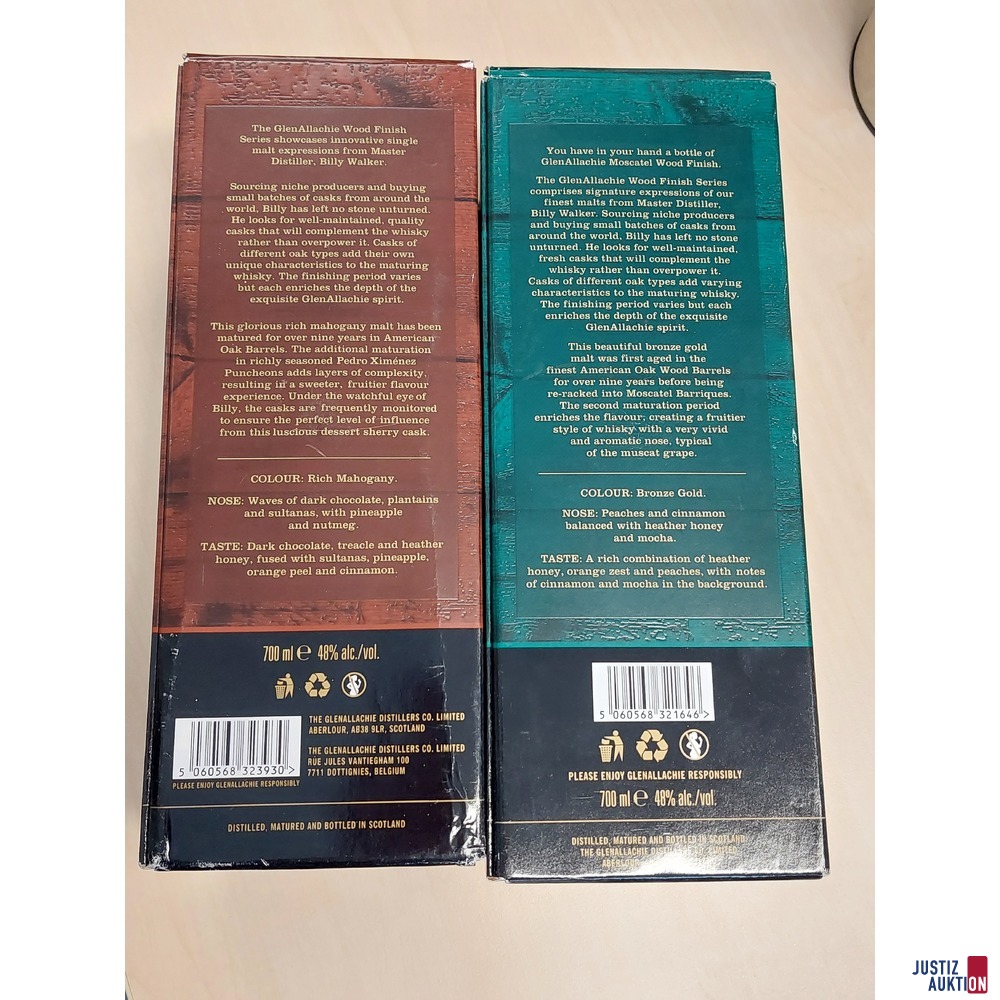 The GlenAllachie Wood Finish
Series showcases innovative single
malt expressions from Master
Distiller, Billy Walker.
Sourcing niche producers and buying
small batches of casks from around the
world, Billy has left no stone unturned.
He looks for well-maintained, quality
casks that will complement the whisky
rather than overpower it. Casks of
different oak types add their own
unique characteristics to the maturing
whisky. The finishing period varies
but each enriches the depth of the
exquisite GlenAllachie spirit.
This glorious rich mahogany malt has been
matured for over nine years in American
Oak Barrels. The additional maturation
in richly seasoned Pedro Ximénez
Puncheons adds layers of complexity,
resulting in a sweeter, fruitier flavour
experience. Under the watchful eye of
Billy, the casks are frequently monitored
to ensure the perfect level of influence
from this luscious dessert sherry cask.
COLOUR: Rich Mahogany.
NOSE: Waves of dark chocolate, plantains
and sultanas, with pineapple
and nutmeg.
TASTE: Dark chocolate, treacle and heather
honey, fused with sultanas, pineapple,
orange peel and cinnamon.
700 ml e 48% alc./vol.
THE GLENALLACHIE DISTILLERS CO. LIMITED
ABERLOUR, AB38 9LR, SCOTLAND
THE GLENALLACHIE DISTILLERS CO. LIMITED
RUE JULES VANTIEGHAM 100
7711 DOTTIGNIES, BELGIUM
5 060568 323930 >
PLEASE ENJOY GLENALLACHIE RESPONSIBLY
DISTILLED, MATURED AND BOTTLED IN SCOTLAND
You have in your hand a bottle of
GlenAllachie Moscatel Wood Finish.
The GlenAllachie Wood Finish Series
comprises signature expressions of our
finest malts from Master Distiller,
Billy Walker. Sourcing niche producers
and buying small batches of casks from
around the world, Billy has left no stone
unturned. He looks for well-maintained,
fresh casks that will complement the
whisky rather than overpower it.
Casks of different oak types add varying
characteristics to the maturing whisky.
The finishing period varies but each
enriches the depth of the exquisite
GlenAllachie spirit.
This beautiful bronze gold
malt was first aged in the
finest American Oak Wood Barrels
for over nine years before being
re-racked into Moscatel Barriques.
The second maturation period
enriches the flavour; creating a fruitier
style of whisky with a very vivid
and aromatic nose, typical
of the muscat grape.
COLOUR: Bronze Gold.
NOSE: Peaches and cinnamon
balanced with heather honey
and mocha.
TASTE: A rich combination of heather
honey, orange zest and peaches, with notes
of cinnamon and mocha in the background.
5 060568 321646 >
PLEASE ENJOY GLENALLACHIE RESPONSIBLY
700 ml e 48% alc./vol.
DISTILLED, MATURED AND BOTTLED IN SCOTLAND
THE GLENALLACHIE DISTILLERS CO. LIMITED
ABERLOUR,
JUSTIZ
AUKTION